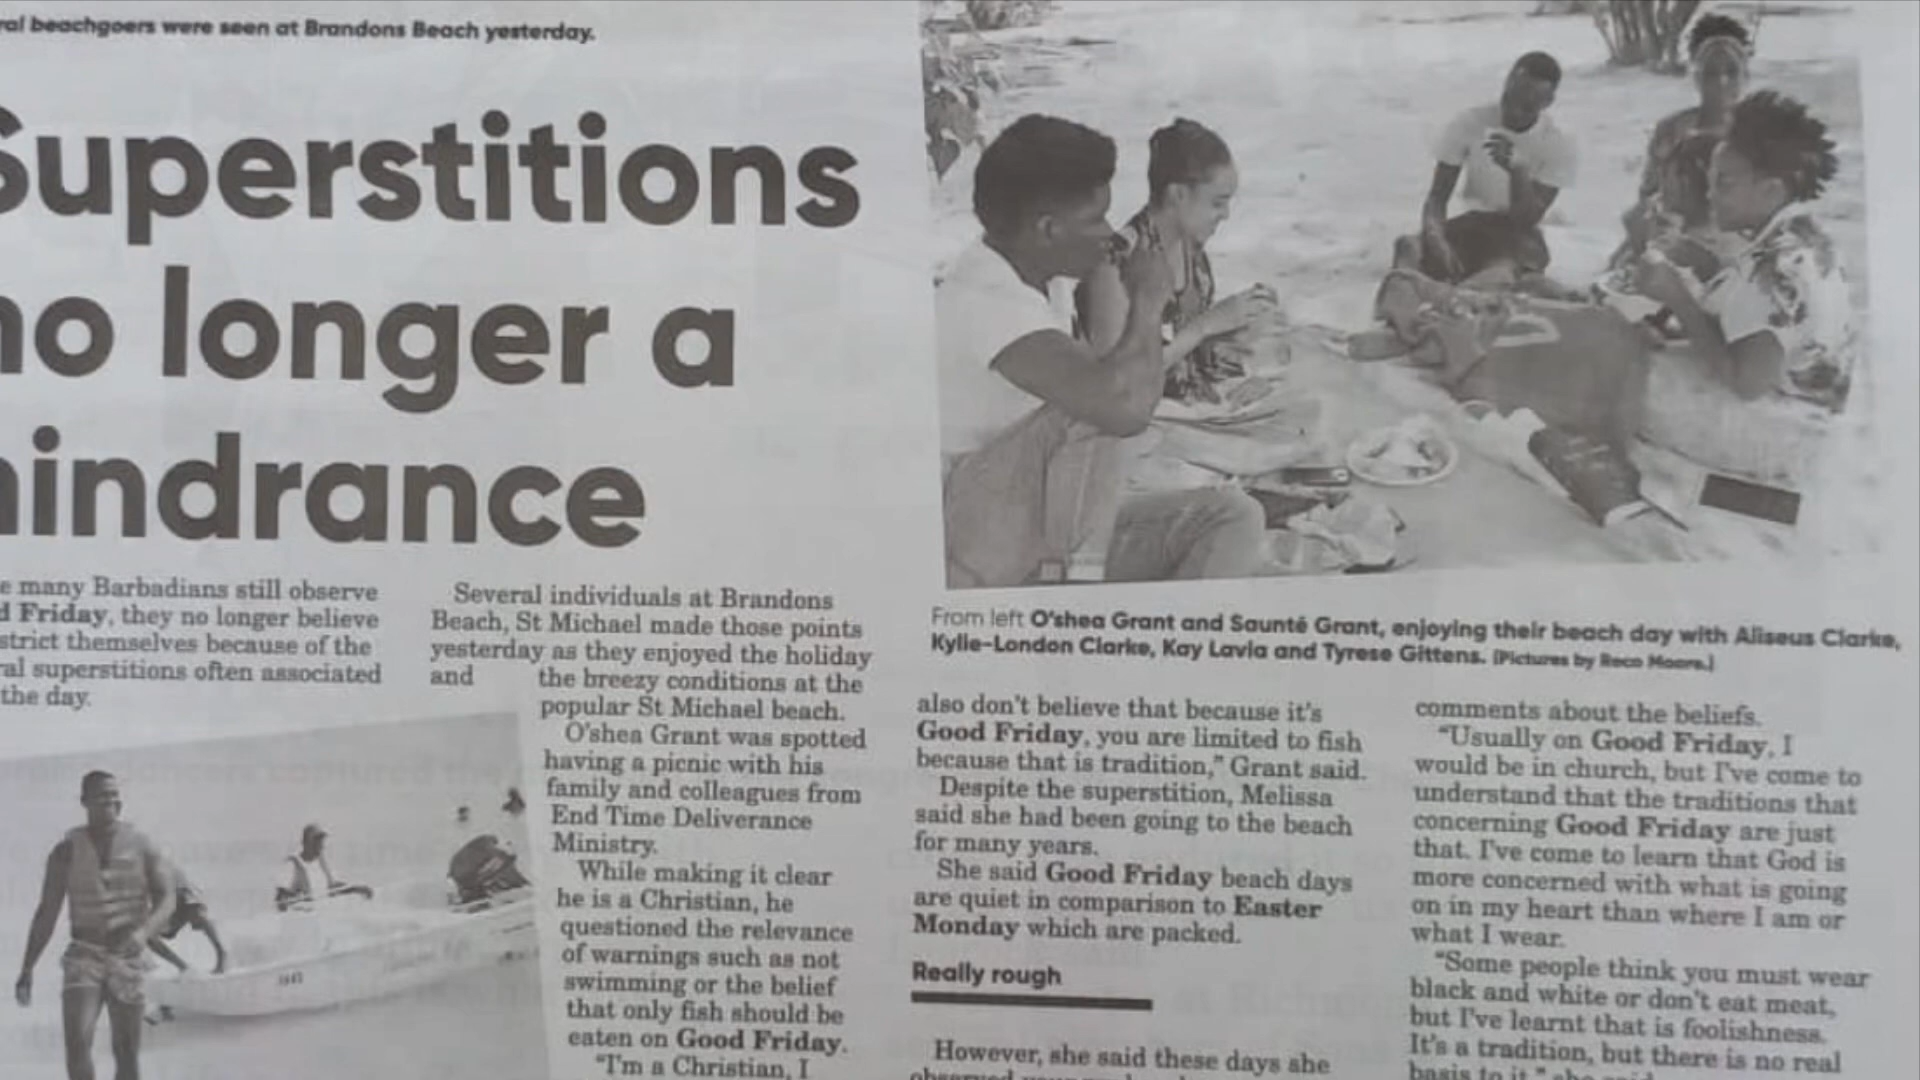 ral beachgoers were seen at Brandons Beach yesterday.
Superstitions
no longer a
hindrance
e many Barbadians still observe
d Friday, they no longer believe
strict themselves because of the
ral superstitions often associated
the day.
Several individuals at Brandons
Beach, St Michael made those points
yesterday as they enjoyed the holiday
and the breezy conditions at the
popular St Michael beach.
O'shea Grant was spotted
having a picnic with his
family and colleagues from
End Time Deliverance
Ministry.
While making it clear
he is a Christian, he
questioned the relevance
of warnings such as not
swimming or the belief
that only fish should be
eaten on Good Friday.
"I'm a Christian, I
From left O'shea Grant and Saunté Grant, enjoying their beach day with Aliseus Clarke,
Kylie-London Clarke, Kay Lavia and Tyrese Gittens. (Pictures by Reco Moore.)
also don't believe that because it's
Good Friday, you are limited to fish
because that is tradition," Grant said.
Despite the superstition, Melissa
said she had been going to the beach
for many years.
She said Good Friday beach days
are quiet in comparison to Easter
Monday which are packed.
Really rough
However, she said these days she
observed
comments about the beliefs.
"Usually on Good Friday, I
would be in church, but I've come to
understand that the traditions that
concerning Good Friday are just
that. I've come to learn that God is
more concerned with what is going
on in my heart than where I am or
what I wear.
"Some people think you must wear
black and white or don't eat meat,
but I've learnt that is foolishness.
It's a tradition, but there is no real
basis to it," she said